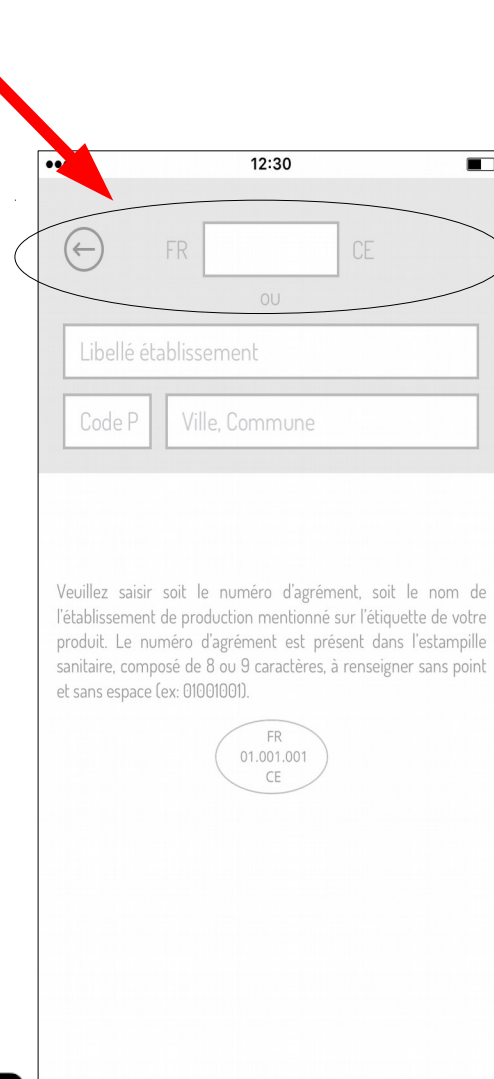 12:30
FR CE
OU
Libellé établissement
Code P Ville, Commune
Veuillez saisir soit le numéro d'agrément, soit le nom de
l'établissement de production mentionné sur l'étiquette de votre
produit. Le numéro d'agrément est présent dans l'estampille
sanitaire, composé de 8 ou 9 caractères, à renseigner sans point
et sans espace (ex: 01001001).
FR
01.001.001
CE